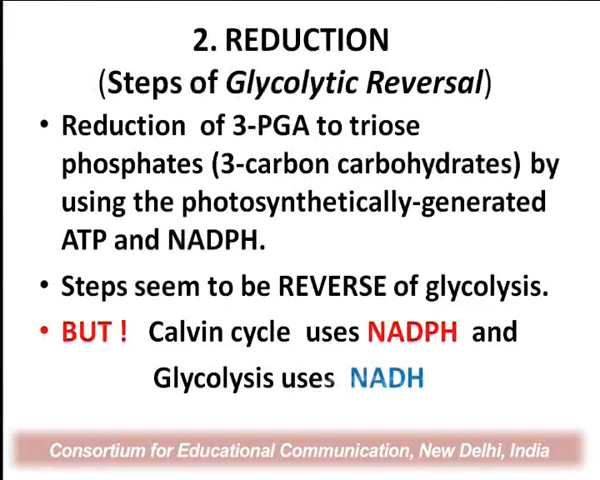 2. REDUCTION
(Steps of Glycolytic Reversal)
• Reduction of 3-PGA to triose
phosphates (3-carbon carbohydrates) by
using the photosynthetically-generated
ATP and NADPH.
• Steps seem to be REVERSE of glycolysis.
• BUT ! Calvin cycle uses NADPH and
Glycolysis uses NADH
Consortium for Educational Communication, New Delhi, India